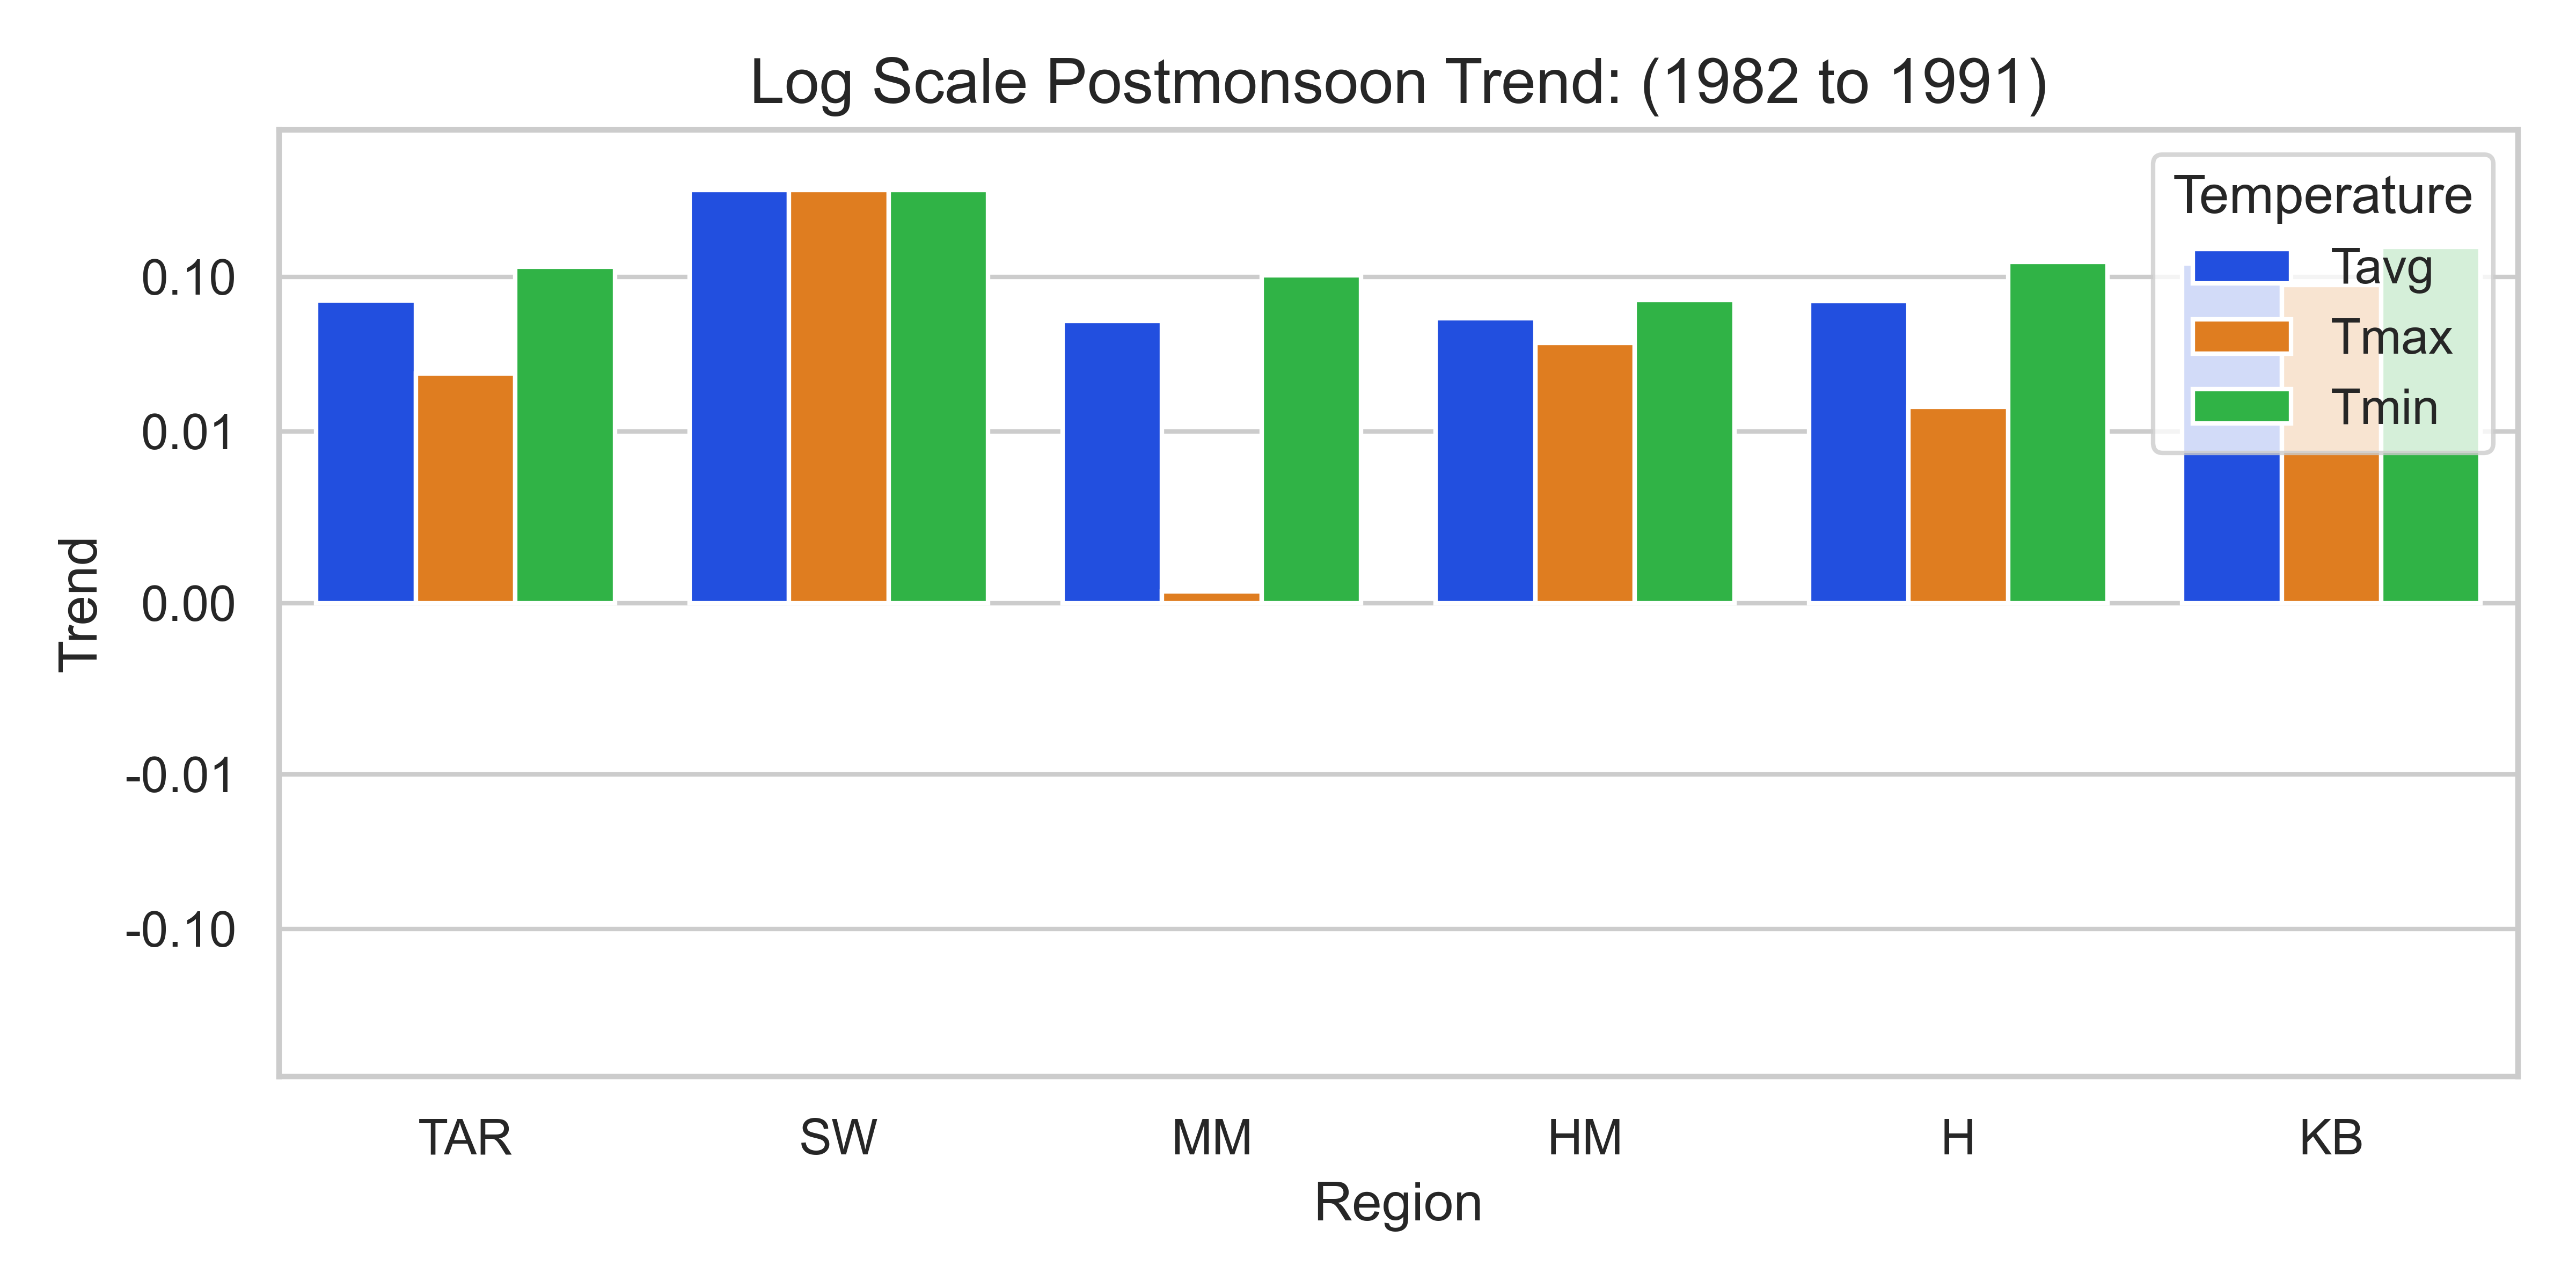 Log Scale Postmonsoon Trend: (1982 to 1991)
Temperature
Tavg
Tmax
Tmin
0.10
0.01
0.00
-0.01
-0.10
Trend
TAR SW MM HM H KB
Region